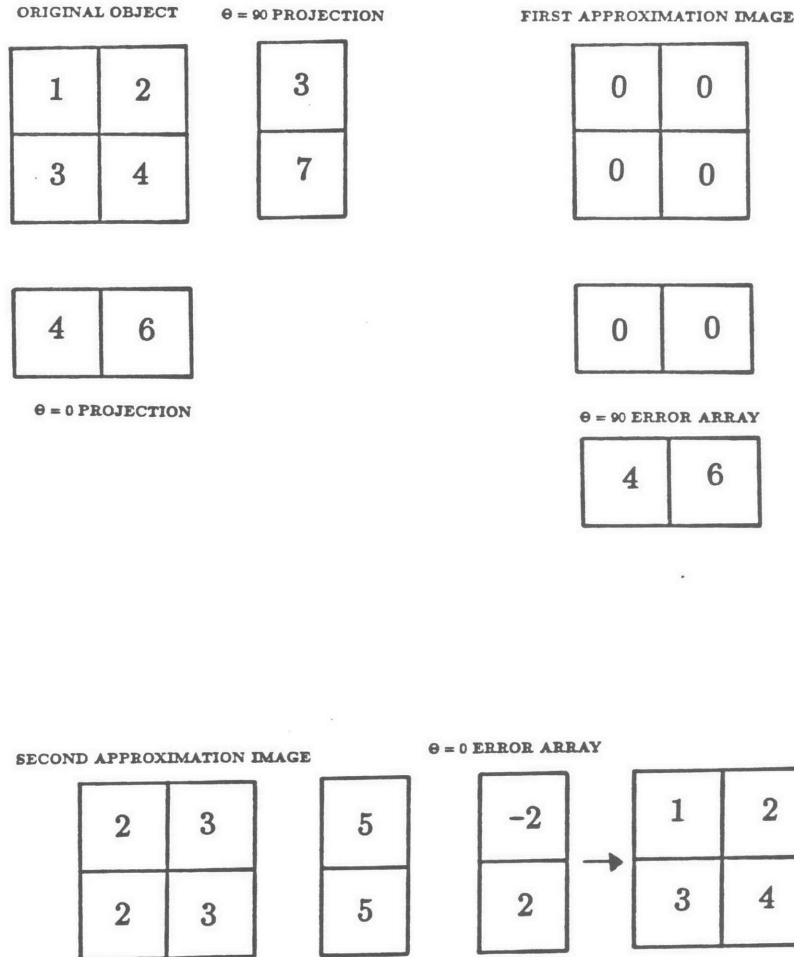 ORIGINAL OBJECT
Θ = 90 PROJECTION
FIRST APPROXIMATION IMAGE
1 2
3
0 0
3 4
7
0 0
4 6
0 0
Θ = 0 PROJECTION
Θ = 90 ERROR ARRAY
4 6
SECOND APPROXIMATION IMAGE
Θ = 0 ERROR ARRAY
2 3
5
-2
1 2
2 3
5
2
3 4